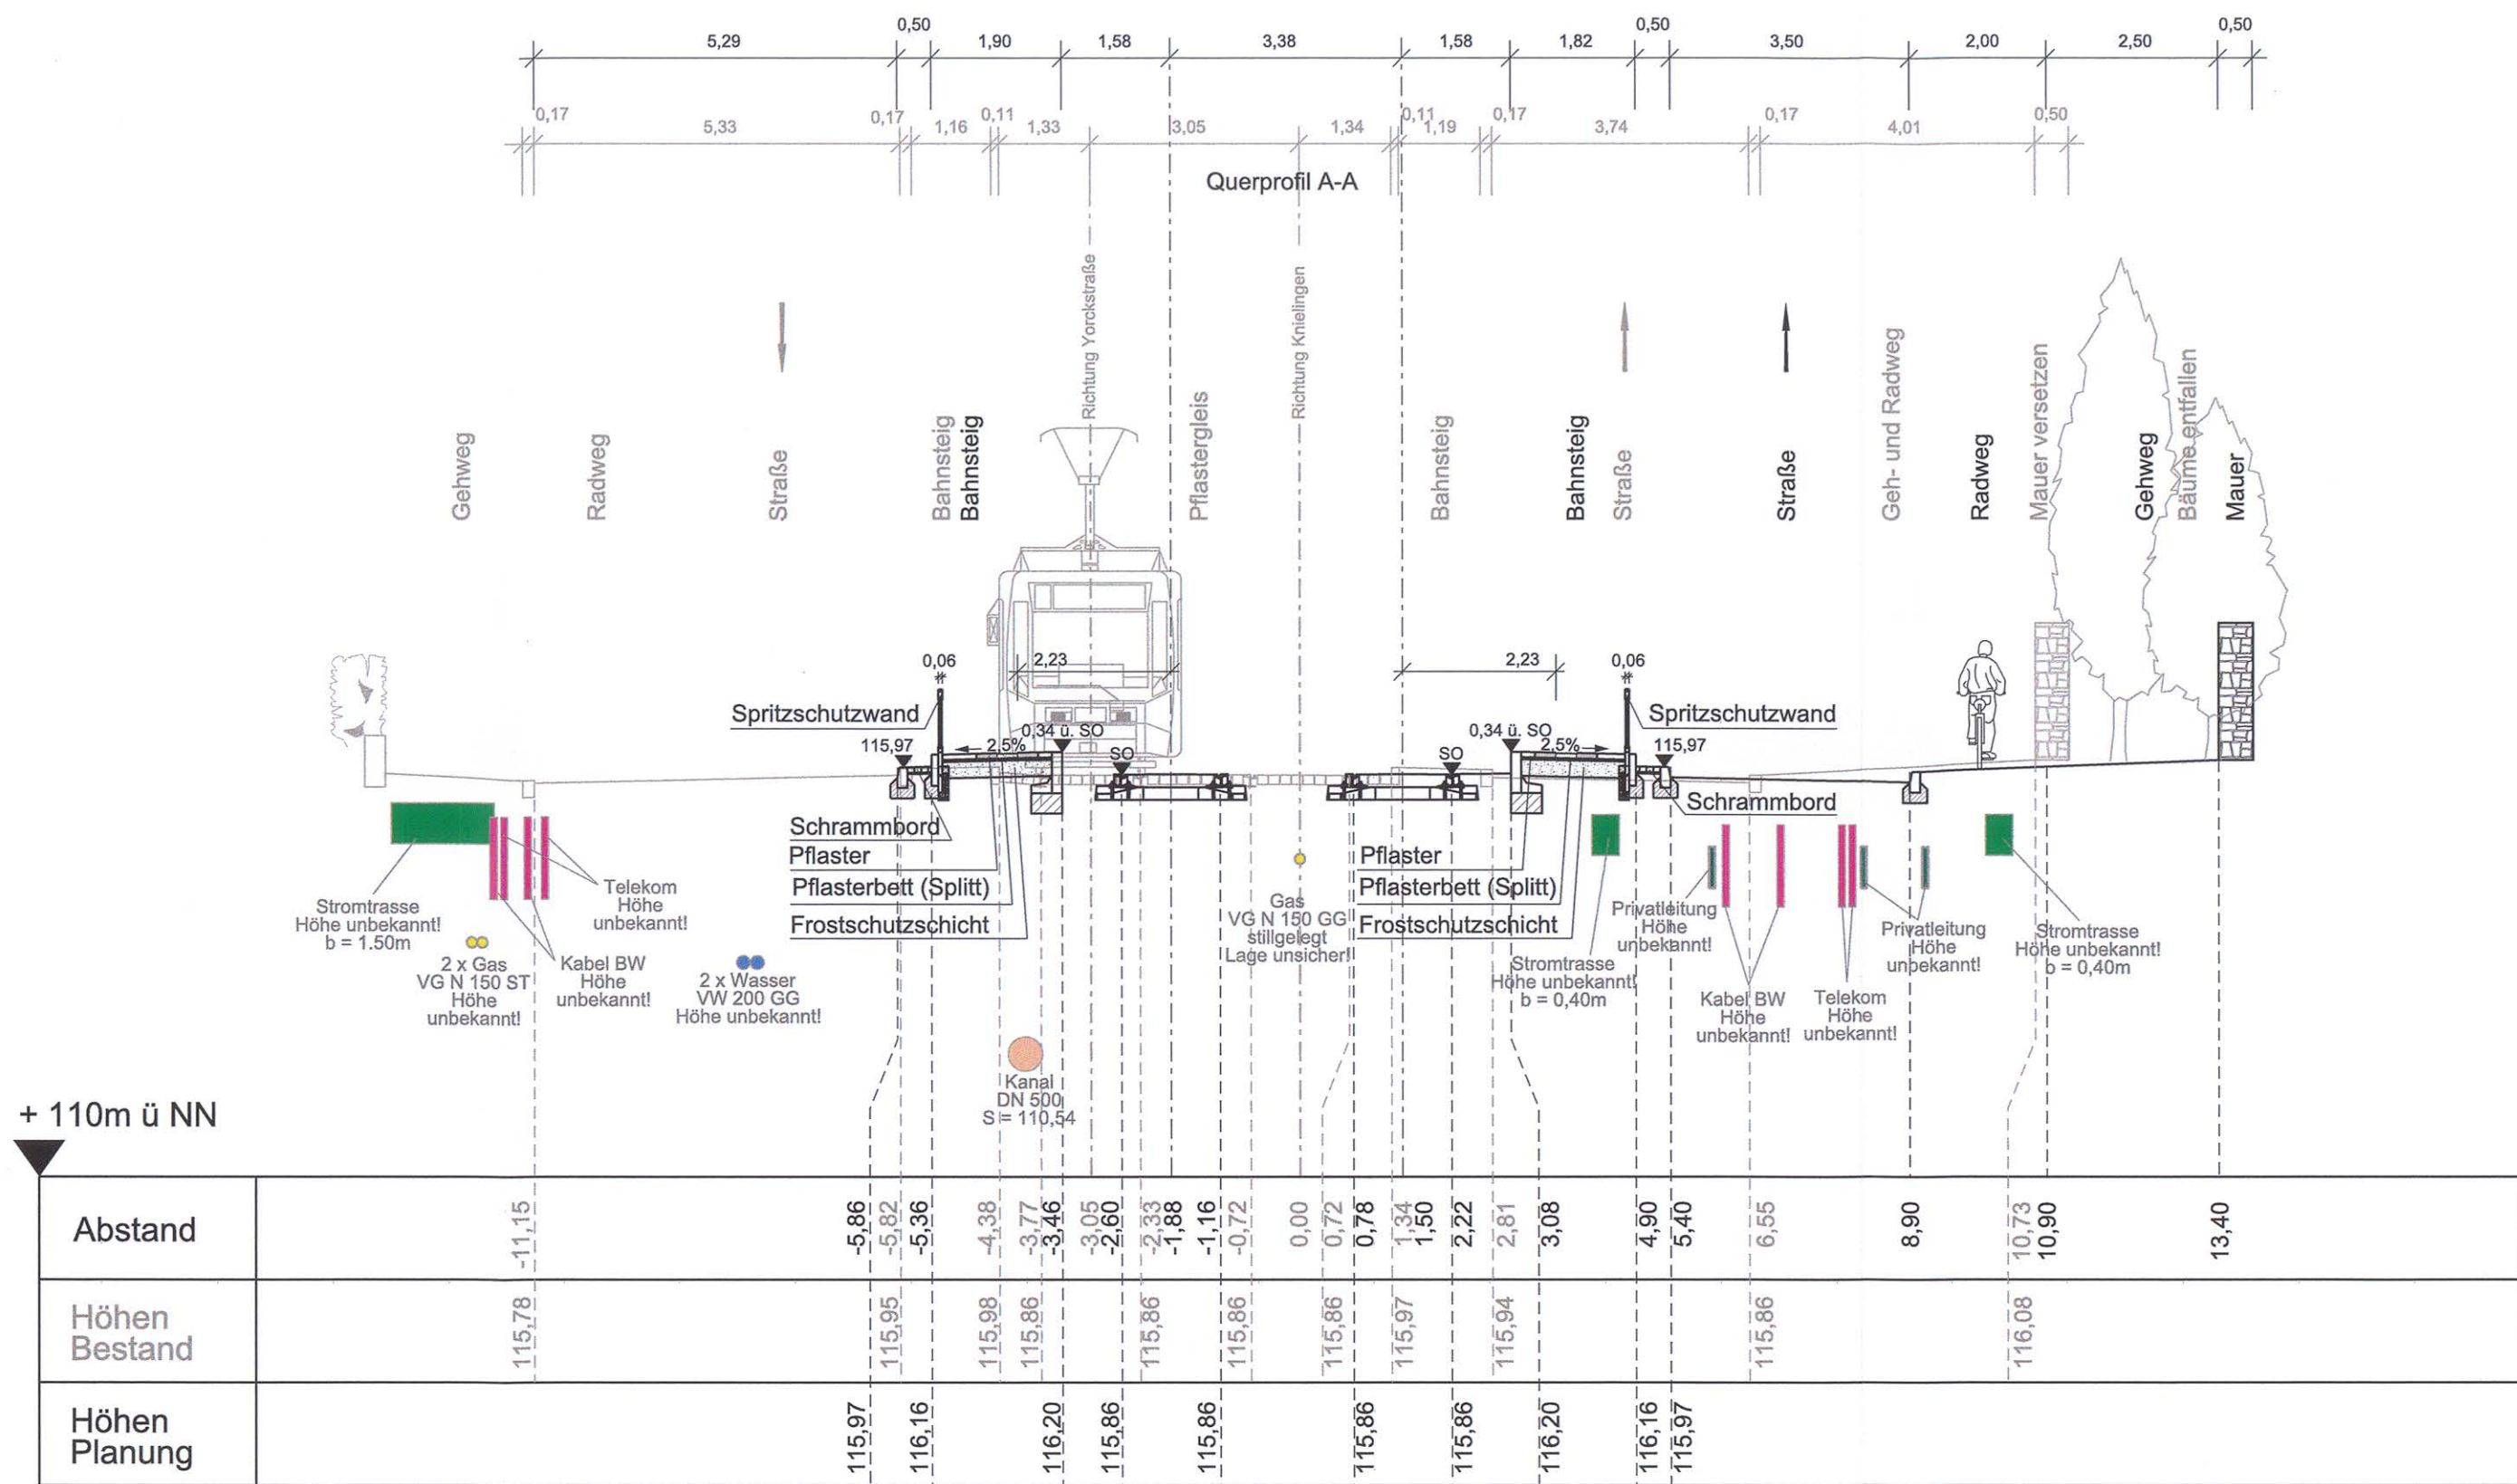 0,50
0,50
0,50
5,29
1,90
1,58
3,38
1,58
1,82
3,50
2,00
2,50
0,17
0,17
0,11
0,11
0,17
0,17
0,50
5,33
1,16
1,33
3,05
1,34
1,19
3,74
4,01
Querprofil A-A
Richtung Yorckstraße
Richtung Knielingen
Gehweg
Radweg
Straße
Bahnsteig
Bahnsteig
Pflastergleis
Bahnsteig
Bahnsteig
Straße
Straße
Geh- und Radweg
Radweg
Mauer versetzen
Gehweg
Bäume entfallen
Mauer
0,06
2,23
2,23
0,06
Spritzschutzwand
Spritzschutzwand
115,97
2,5%
0,34 ü. SO
SO
SO
0,34 ü. SO
2,5%
115,97
Schrammbord
Schrammbord
Pflaster
Pflasterbett (Splitt)
Frostschutzschicht
Pflaster
Pflasterbett (Splitt)
Frostschutzschicht
Stromtrasse
Höhe unbekannt!
b = 1.50m
Telekom
Höhe
unbekannt!
2 x Gas
VG N 150 ST
Höhe
unbekannt!
Kabel BW
Höhe
unbekannt!
2 x Wasser
VW 200 GG
Höhe unbekannt!
Gas
VG N 150 GG
stillgelegt
Lage unsicher!
Stromtrasse
Höhe unbekannt!
b = 0,40m
Privatleitung
Höhe
unbekannt!
Kabel BW
Höhe
unbekannt!
Telekom
Höhe
unbekannt!
Privatleitung
Höhe
unbekannt!
Stromtrasse
Höhe unbekannt!
b = 0,40m
Kanal
DN 500
S = 110,54
+ 110m ü NN
Abstand
-11,15
-5,86
-5,82
-5,36
-4,38
-3,77
-3,46
-3,05
-2,60
-2,33
-1,88
-1,16
-0,72
0,00
0,72
0,78
1,34
1,50
2,22
2,81
3,08
4,90
5,40
6,55
8,90
10,73
10,90
13,40
Höhen
Bestand
115,78
115,95
115,98
115,86
115,86
115,86
115,86
115,97
115,94
115,86
116,08
Höhen
Planung
115,97
116,16
116,20
115,86
115,86
115,86
115,86
116,20
116,16
115,97